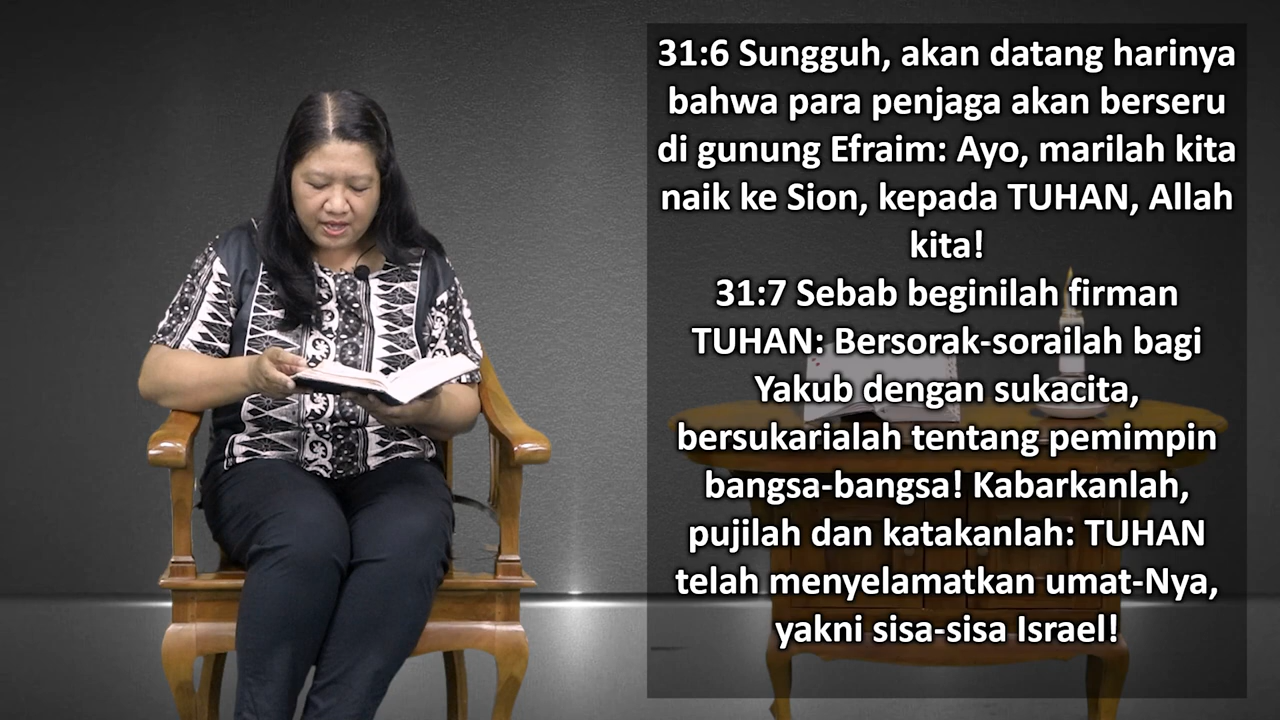 31:6 Sungguh, akan datang harinya
bahwa para penjaga akan berseru
di gunung Efraim: Ayo, marilah kita
naik ke Sion, kepada TUHAN, Allah
kita!
31:7 Sebab beginilah firman
TUHAN: Bersorak-sorailah bagi
Yakub dengan sukacita,
bersukarialah tentang pemimpin
bangsa-bangsa! Kabarkanlah,
pujilah dan katakanlah: TUHAN
telah menyelamatkan umat-Nya,
yakni sisa-sisa Israel!